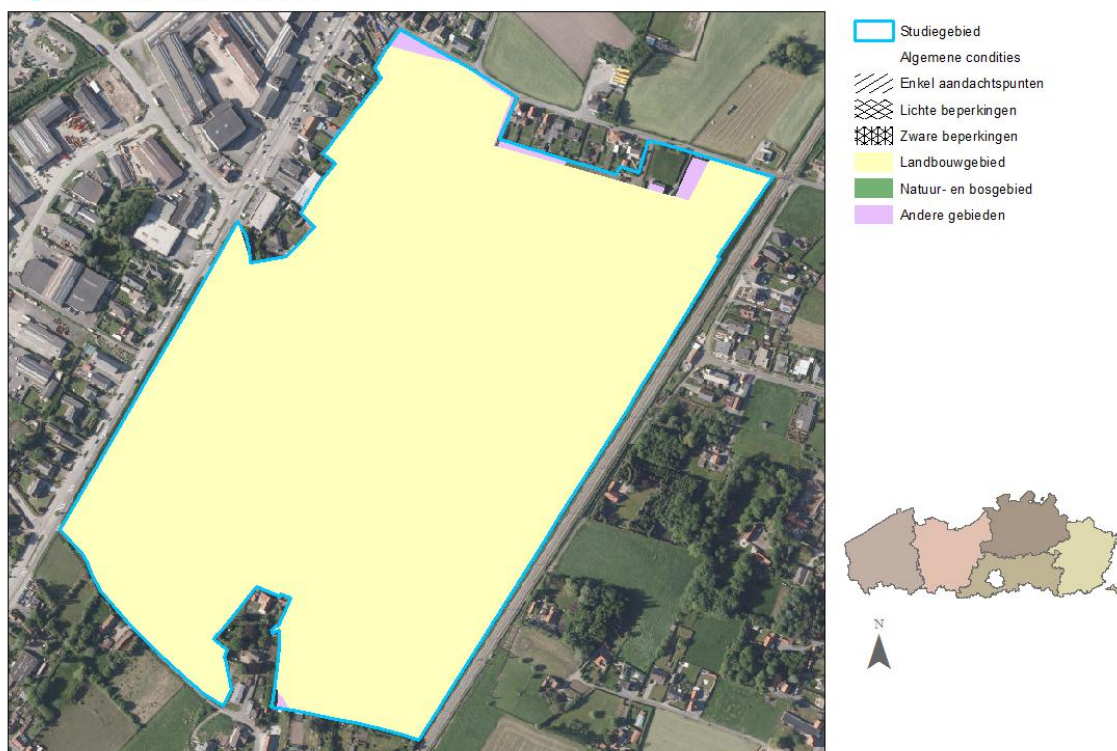 Studiegebied
Algemene condities
Enkel aandachtspunten
Lichte beperkingen
Zware beperkingen
Landbouwgebied
Natuur- en bosgebied
Andere gebieden
N